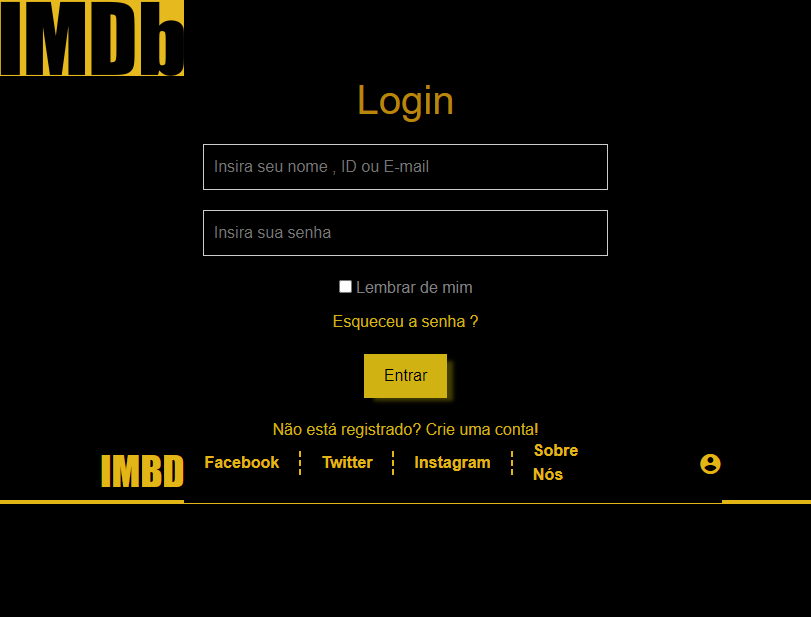 IMDb
Login
Insira seu nome , ID ou E-mail
Insira sua senha
Lembrar de mim
Esqueceu a senha ?
Entrar
Não está registrado? Crie uma conta!
IMBD Facebook Twitter Instagram Sobre
Nós